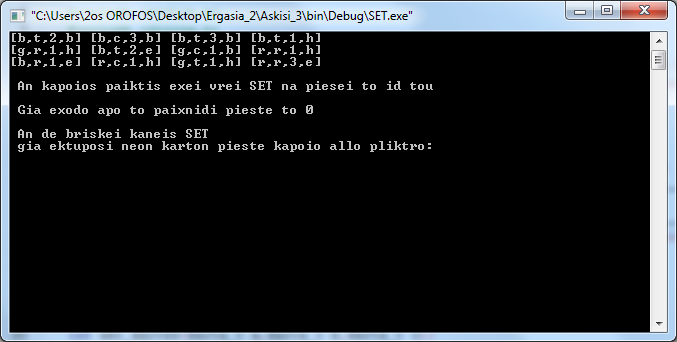 "C:\Users\2os OROFOS\Desktop\Ergasia_2\Askisi_3\bin\Debug\SET.exe"
[b,t,2,b] [b,c,3,b] [b,t,3,b] [b,t,1,h]
[g,r,1,h] [b,t,2,e] [g,c,1,b] [r,r,1,h]
[b,r,1,e] [r,c,1,h] [g,t,1,h] [r,r,3,e]
An kapoios paiktis exei vrei SET na piesei to id tou
Gia exodo apo to paixnidi pieste to 0
An de briskei kaneis SET
gia ektuposi neon karton pieste kapoio allo pliktro: